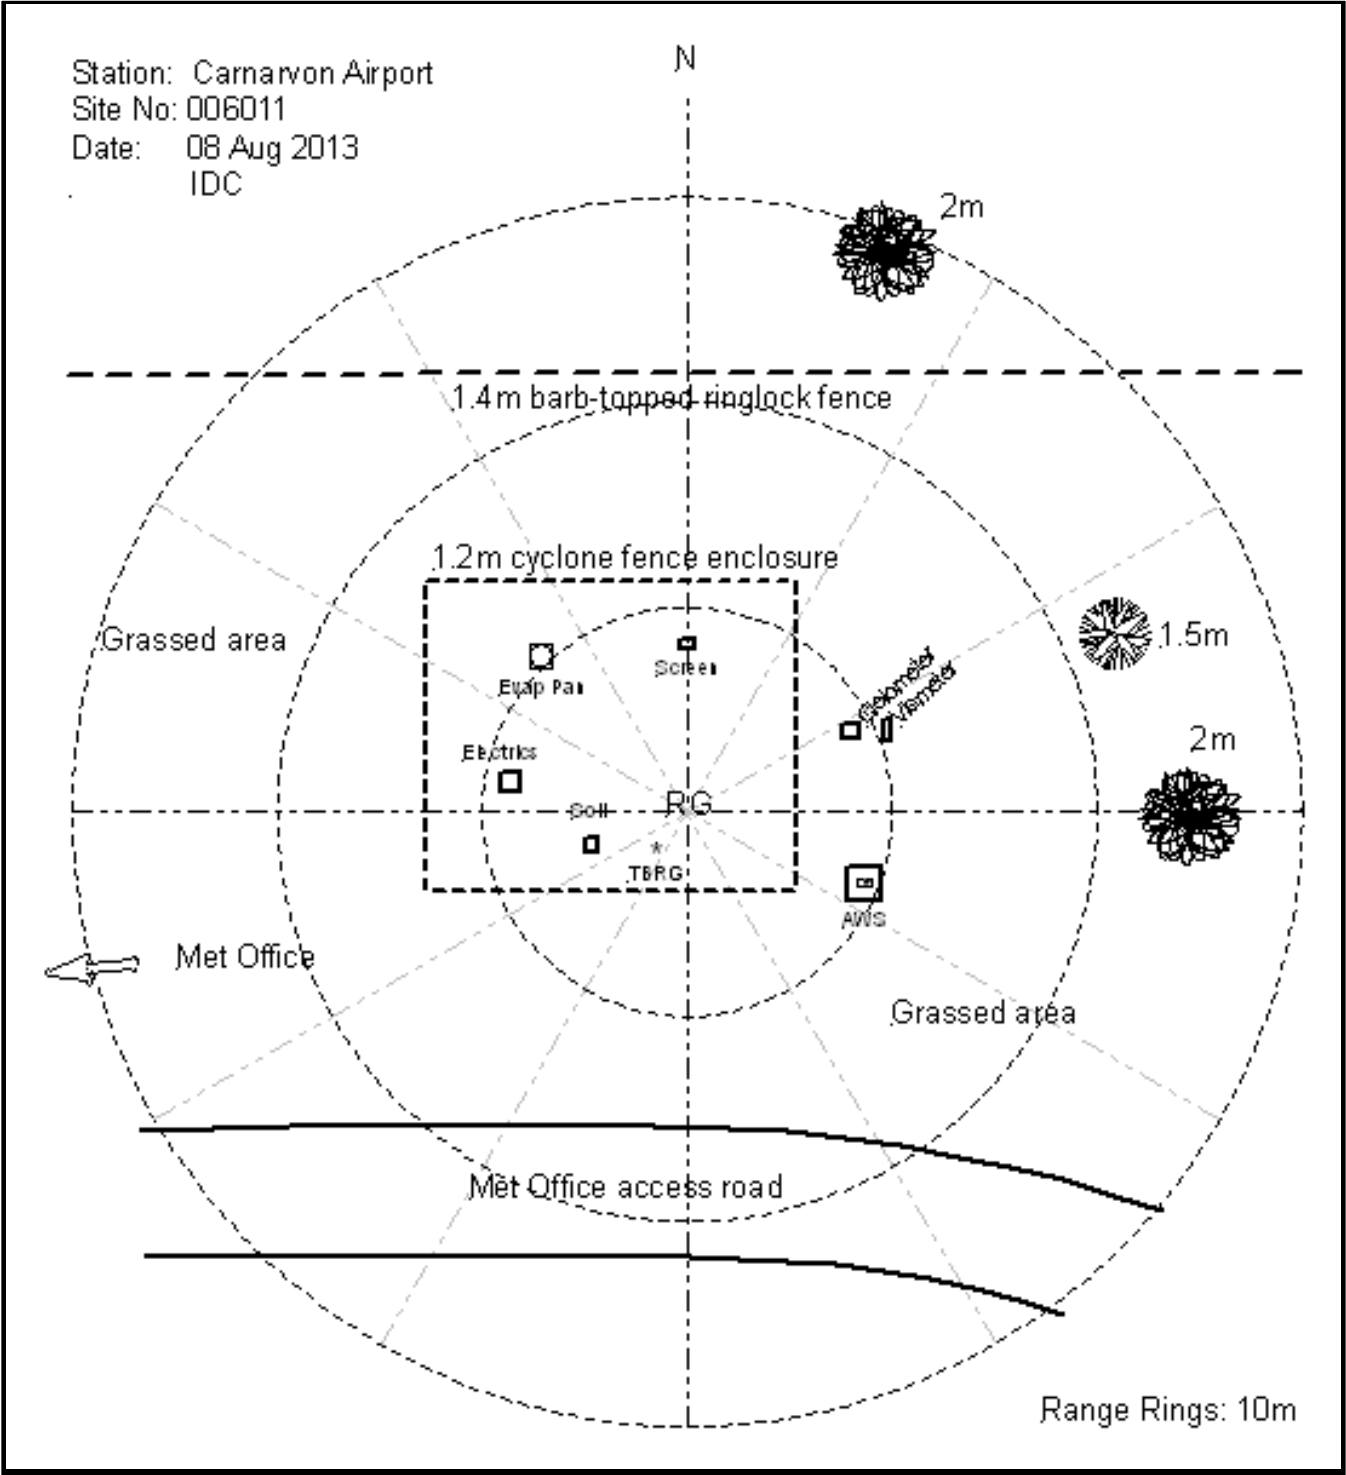 N
Station: Carnarvon Airport
Site No: 006011
Date: 08 Aug 2013
IDC
2m
1.4m barb-topped ringlock fence
1.2m cyclone fence enclosure
Grassed area
Screen
Evap Pan
Ceilometer
Vismeter
1.5m
Electrics
2m
RG
Soil
TBRG
AWS
Met Office
Grassed area
Met Office access road
Range Rings: 10m